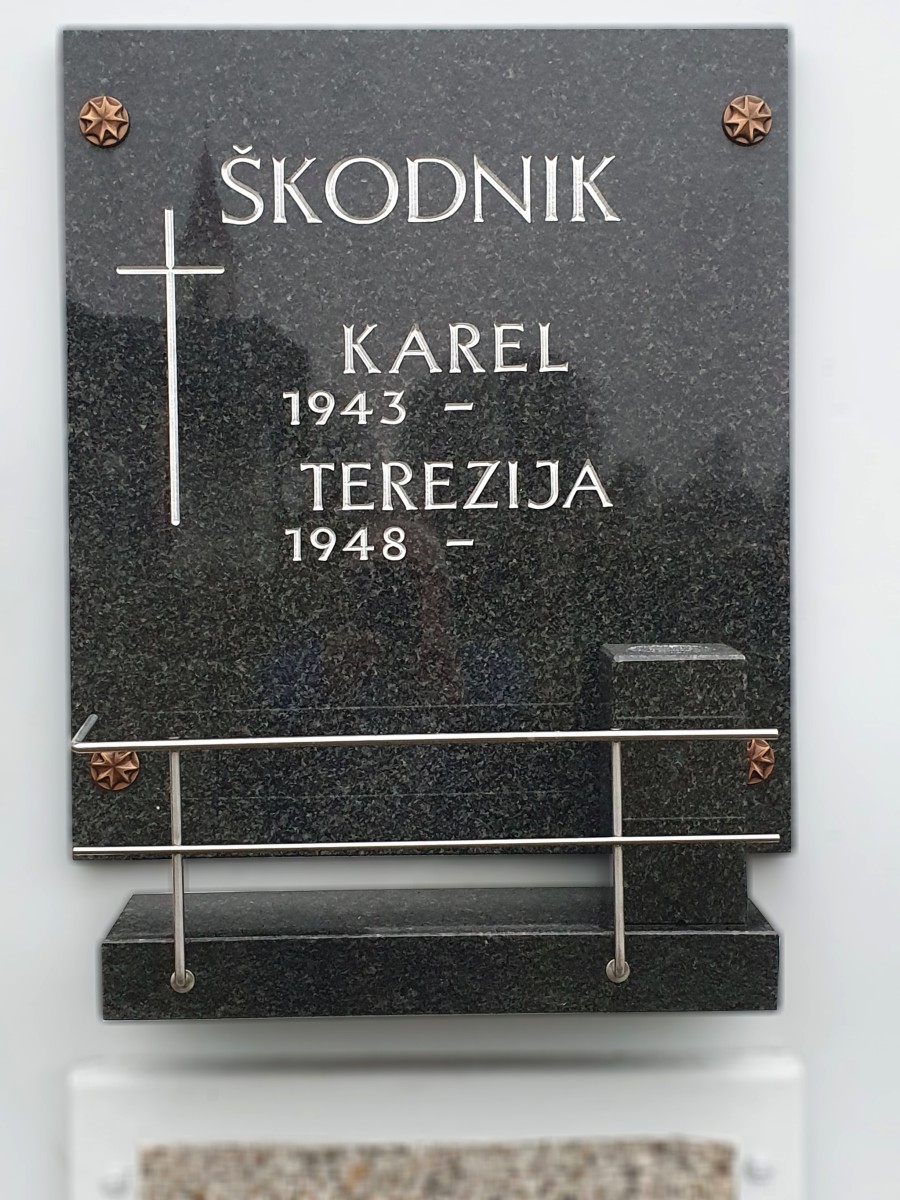 ŠKODNIK
KAREL
1943 –
TEREZIJA
1948 –